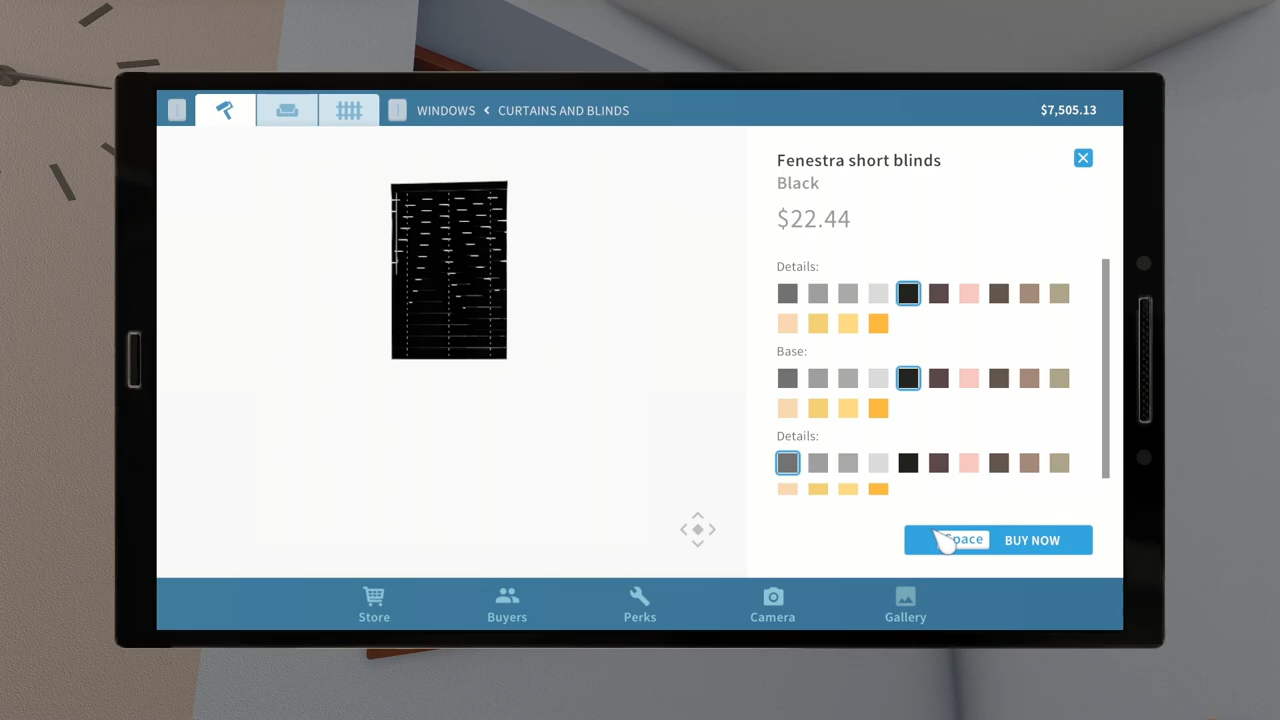 WINDOWS < CURTAINS AND BLINDS
$7,505.13
Fenestra short blinds
Black
$22.44
Details:
Base:
Details:
Space BUY NOW
Store
Buyers
Perks
Camera
Gallery